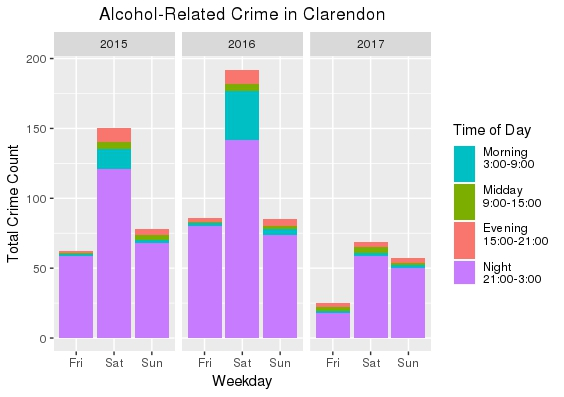 Alcohol-Related Crime in Clarendon
2015 2016 2017
200
150
100
50
0
Total Crime Count
Fri Sat Sun Fri Sat Sun Fri Sat Sun
Weekday
Time of Day
Morning
3:00-9:00
Midday
9:00-15:00
Evening
15:00-21:00
Night
21:00-3:00